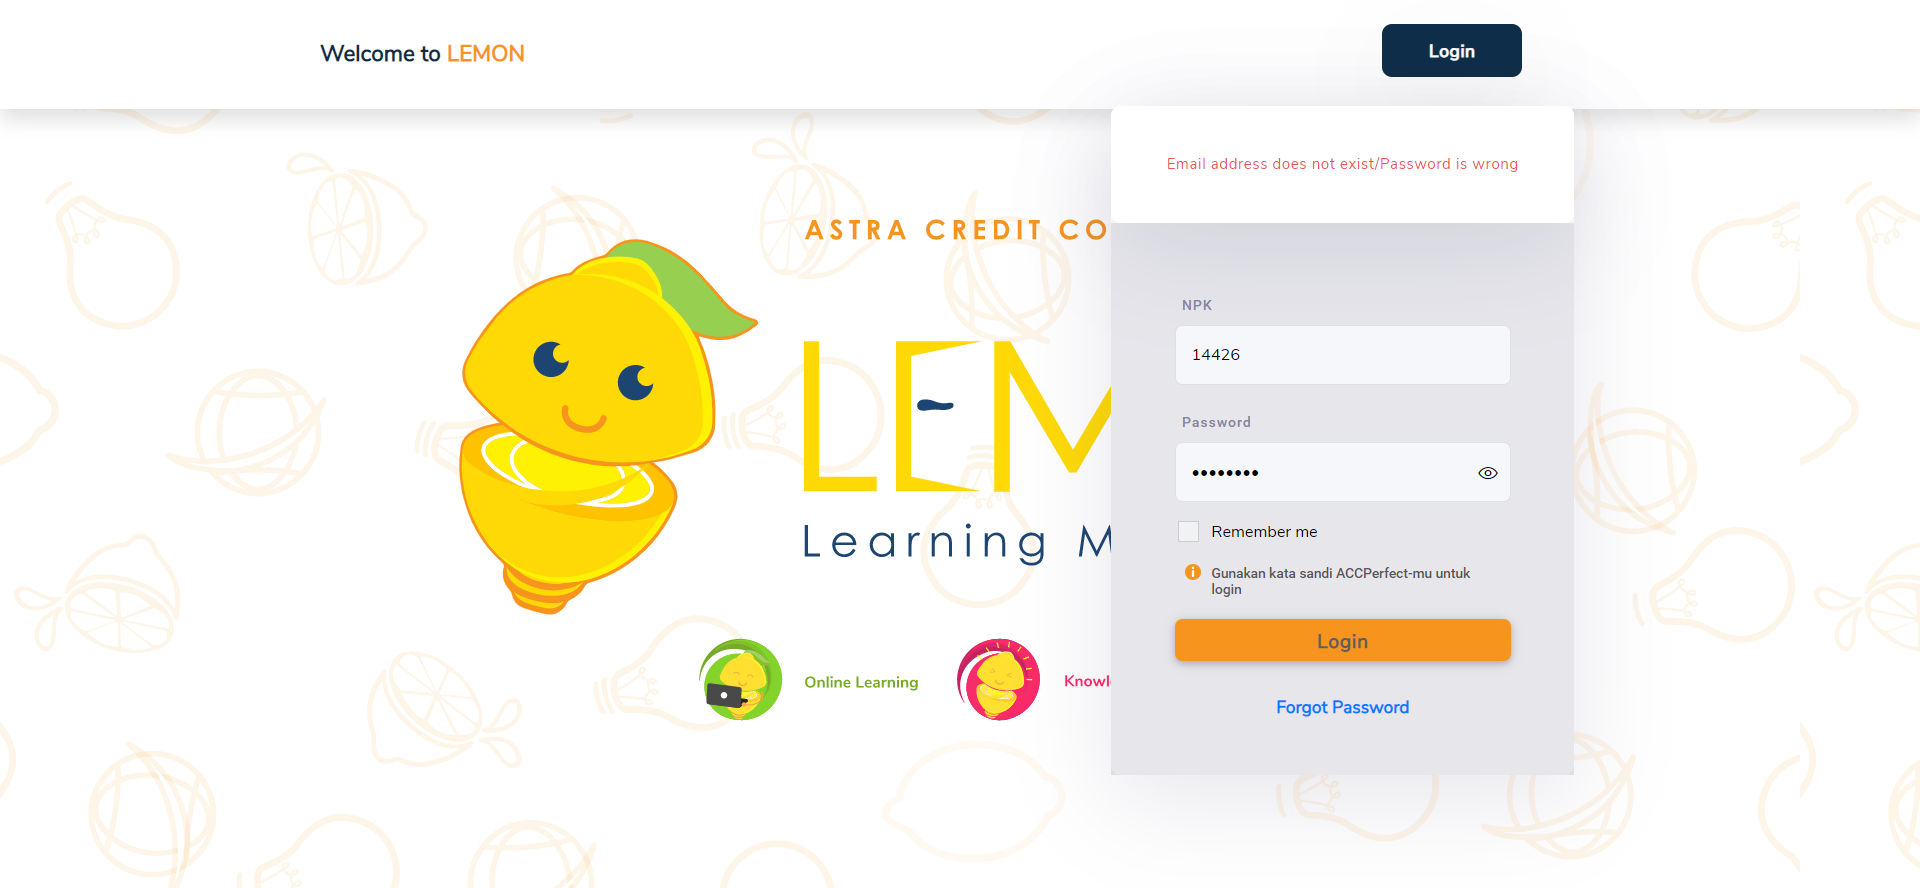 Welcome to LEMON
Login
Email address does not exist/Password is wrong
ASTRA CREDIT CO
LEM
Learning M
Online Learning
Knowl
NPK
14426
Password
••••••••
Remember me
Gunakan kata sandi ACCPerfect-mu untuk
login
Login
Forgot Password